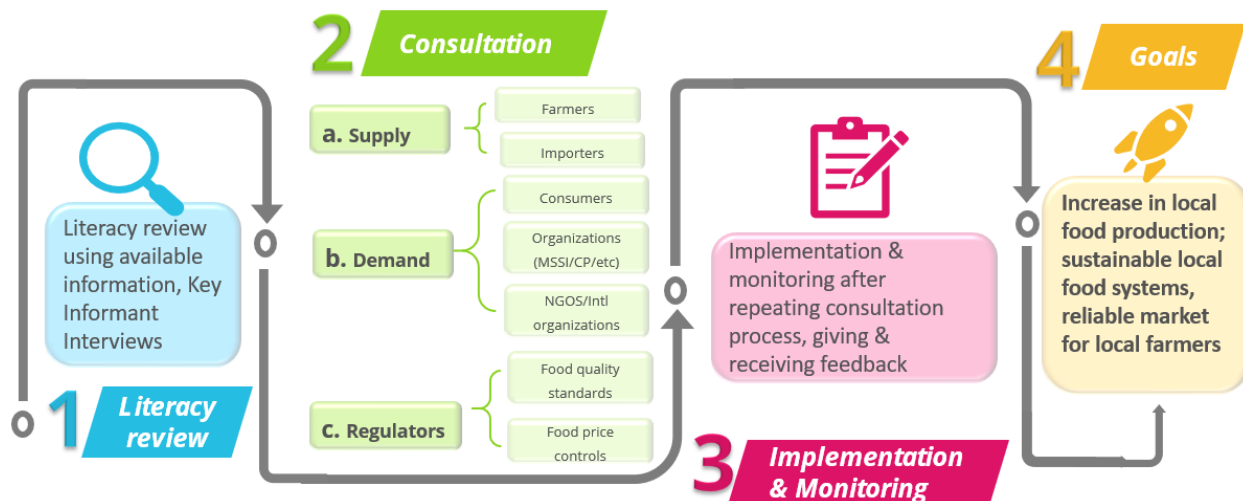 1 Literacy
review
Literacy review
using available
information, Key
Informant
Interviews
2 Consultation
a. Supply
Farmers
Importers
b. Demand
Consumers
Organizations
(MSSI/CP/etc)
NGOS/Intl
organizations
c. Regulators
Food quality
standards
Food price
controls
3 Implementation
& Monitoring
Implementation &
monitoring after
repeating consultation
process, giving &
receiving feedback
4 Goals
Increase in local
food production;
sustainable local
food systems,
reliable market
for local farmers